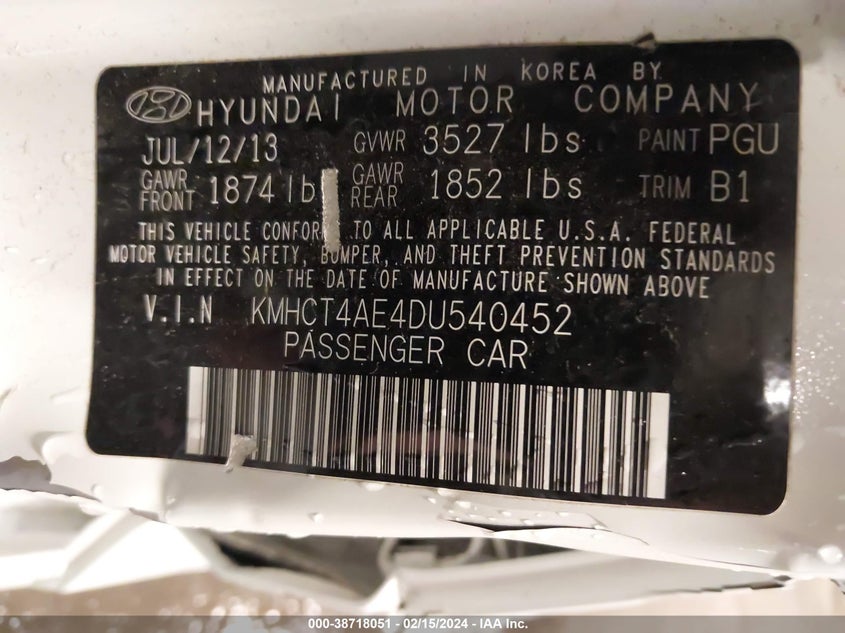 MANUFACTURED IN KOREA BY
HYUNDAI MOTOR COMPANY
JUL/12/13 GVWR 3527 lbs PAINT PGU
GAWR FRONT 1874 lb GAWR REAR 1852 lbs TRIM B1
THIS VEHICLE CONFOR TO ALL APPLICABLE U.S.A. FEDERAL
MOTOR VEHICLE SAFETY, BUMPER, AND THEFT PREVENTION STANDARDS
IN EFFECT ON THE DATE OF MANUFACTURE SHOWN ABOVE
V.I.N KMHCT4AE4DU540452
PASSENGER CAR
000-38718051 - 02/15/2024 - IAA Inc.